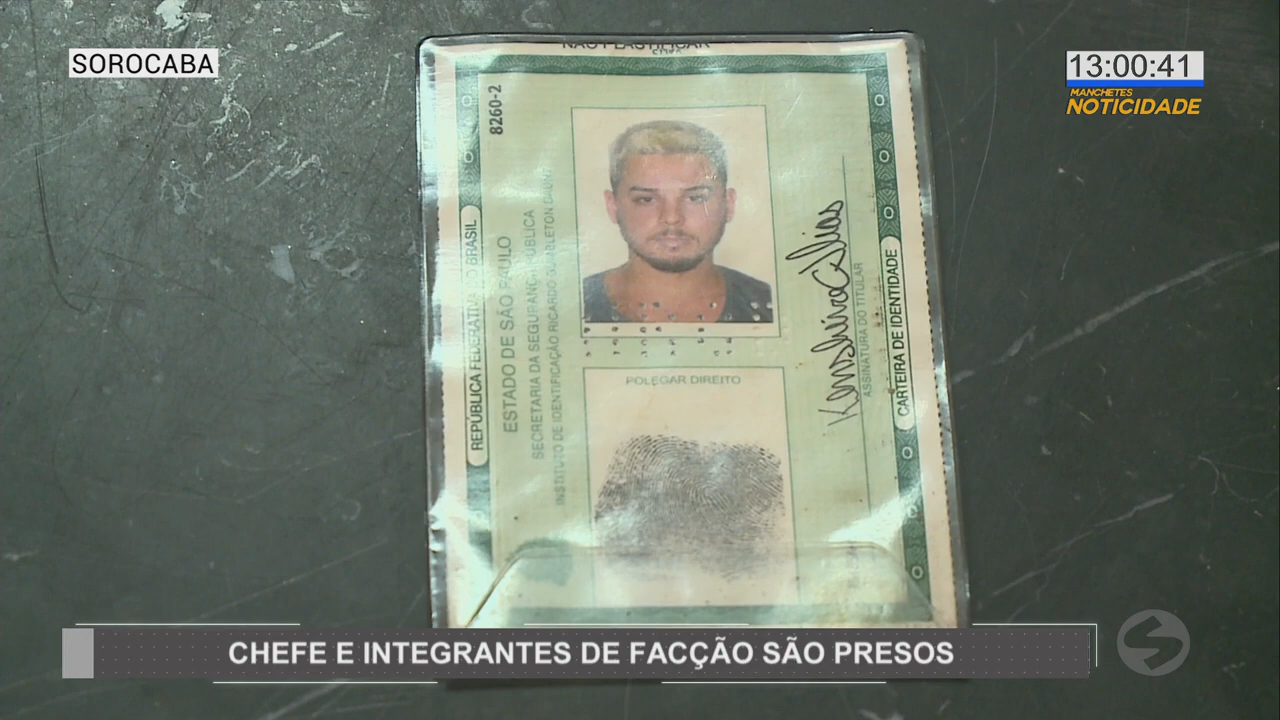 SOROCABA
13:00:41
MANCHETES
NOTICIDADE
NÃO PLASTIFICAR
8260-2
REPÚBLICA FEDERATIVA DO BRASIL
ESTADO DE SÃO PAULO
SECRETARIA DA SEGURANÇA PÚBLICA
INSTITUTO DE IDENTIFICAÇÃO RICARDO GUMBLETON DAUNT
POLEGAR DIREITO
ASSINATURA DO TITULAR
CARTEIRA DE IDENTIDADE
CHEFE E INTEGRANTES DE FACÇÃO SÃO PRESOS